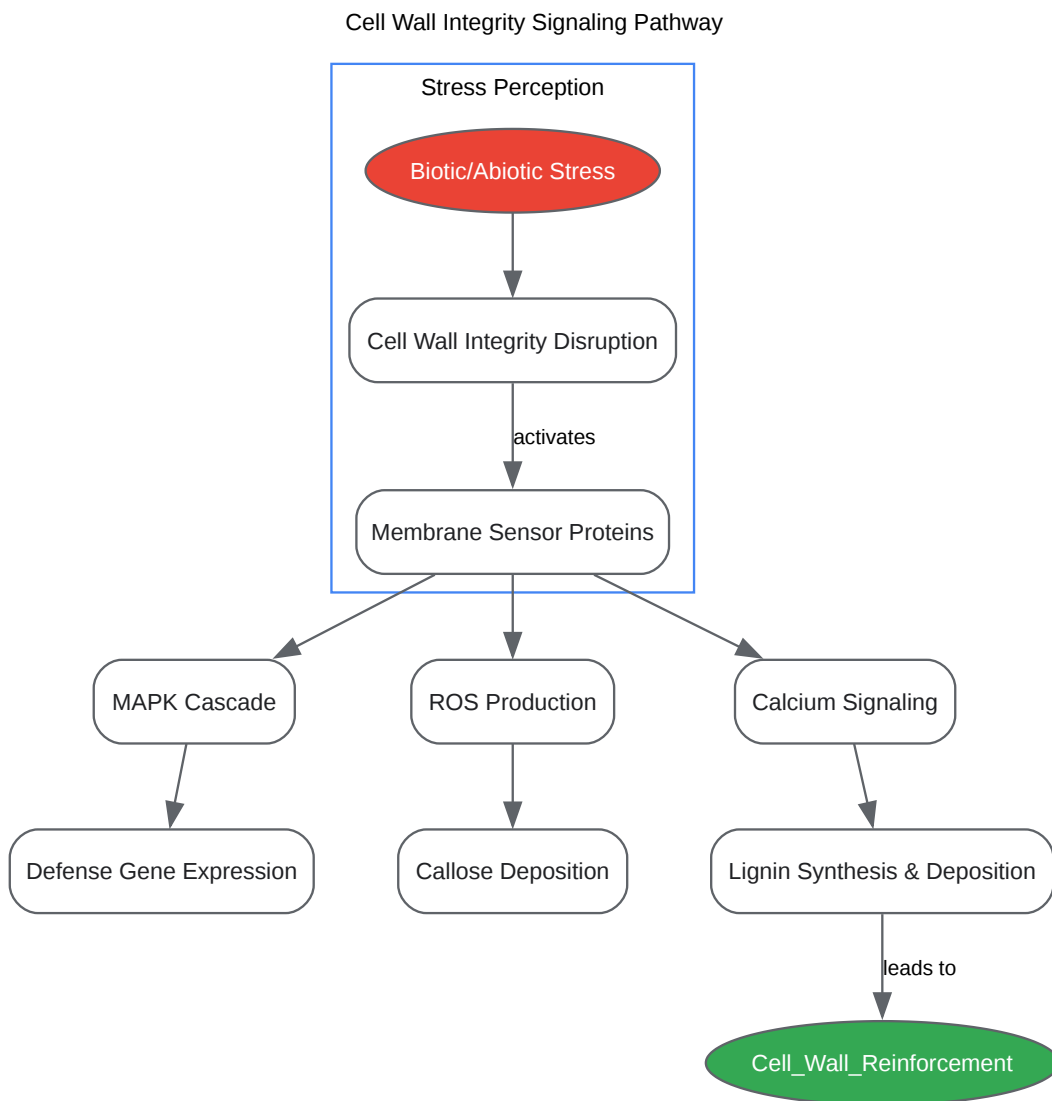 Cell Wall Integrity Signaling Pathway
Stress Perception
Biotic/Abiotic Stress
Cell Wall Integrity Disruption
activates
Membrane Sensor Proteins
MAPK Cascade
ROS Production
Calcium Signaling
Defense Gene Expression
Callose Deposition
Lignin Synthesis & Deposition
leads to
Cell_Wall_Reinforcement